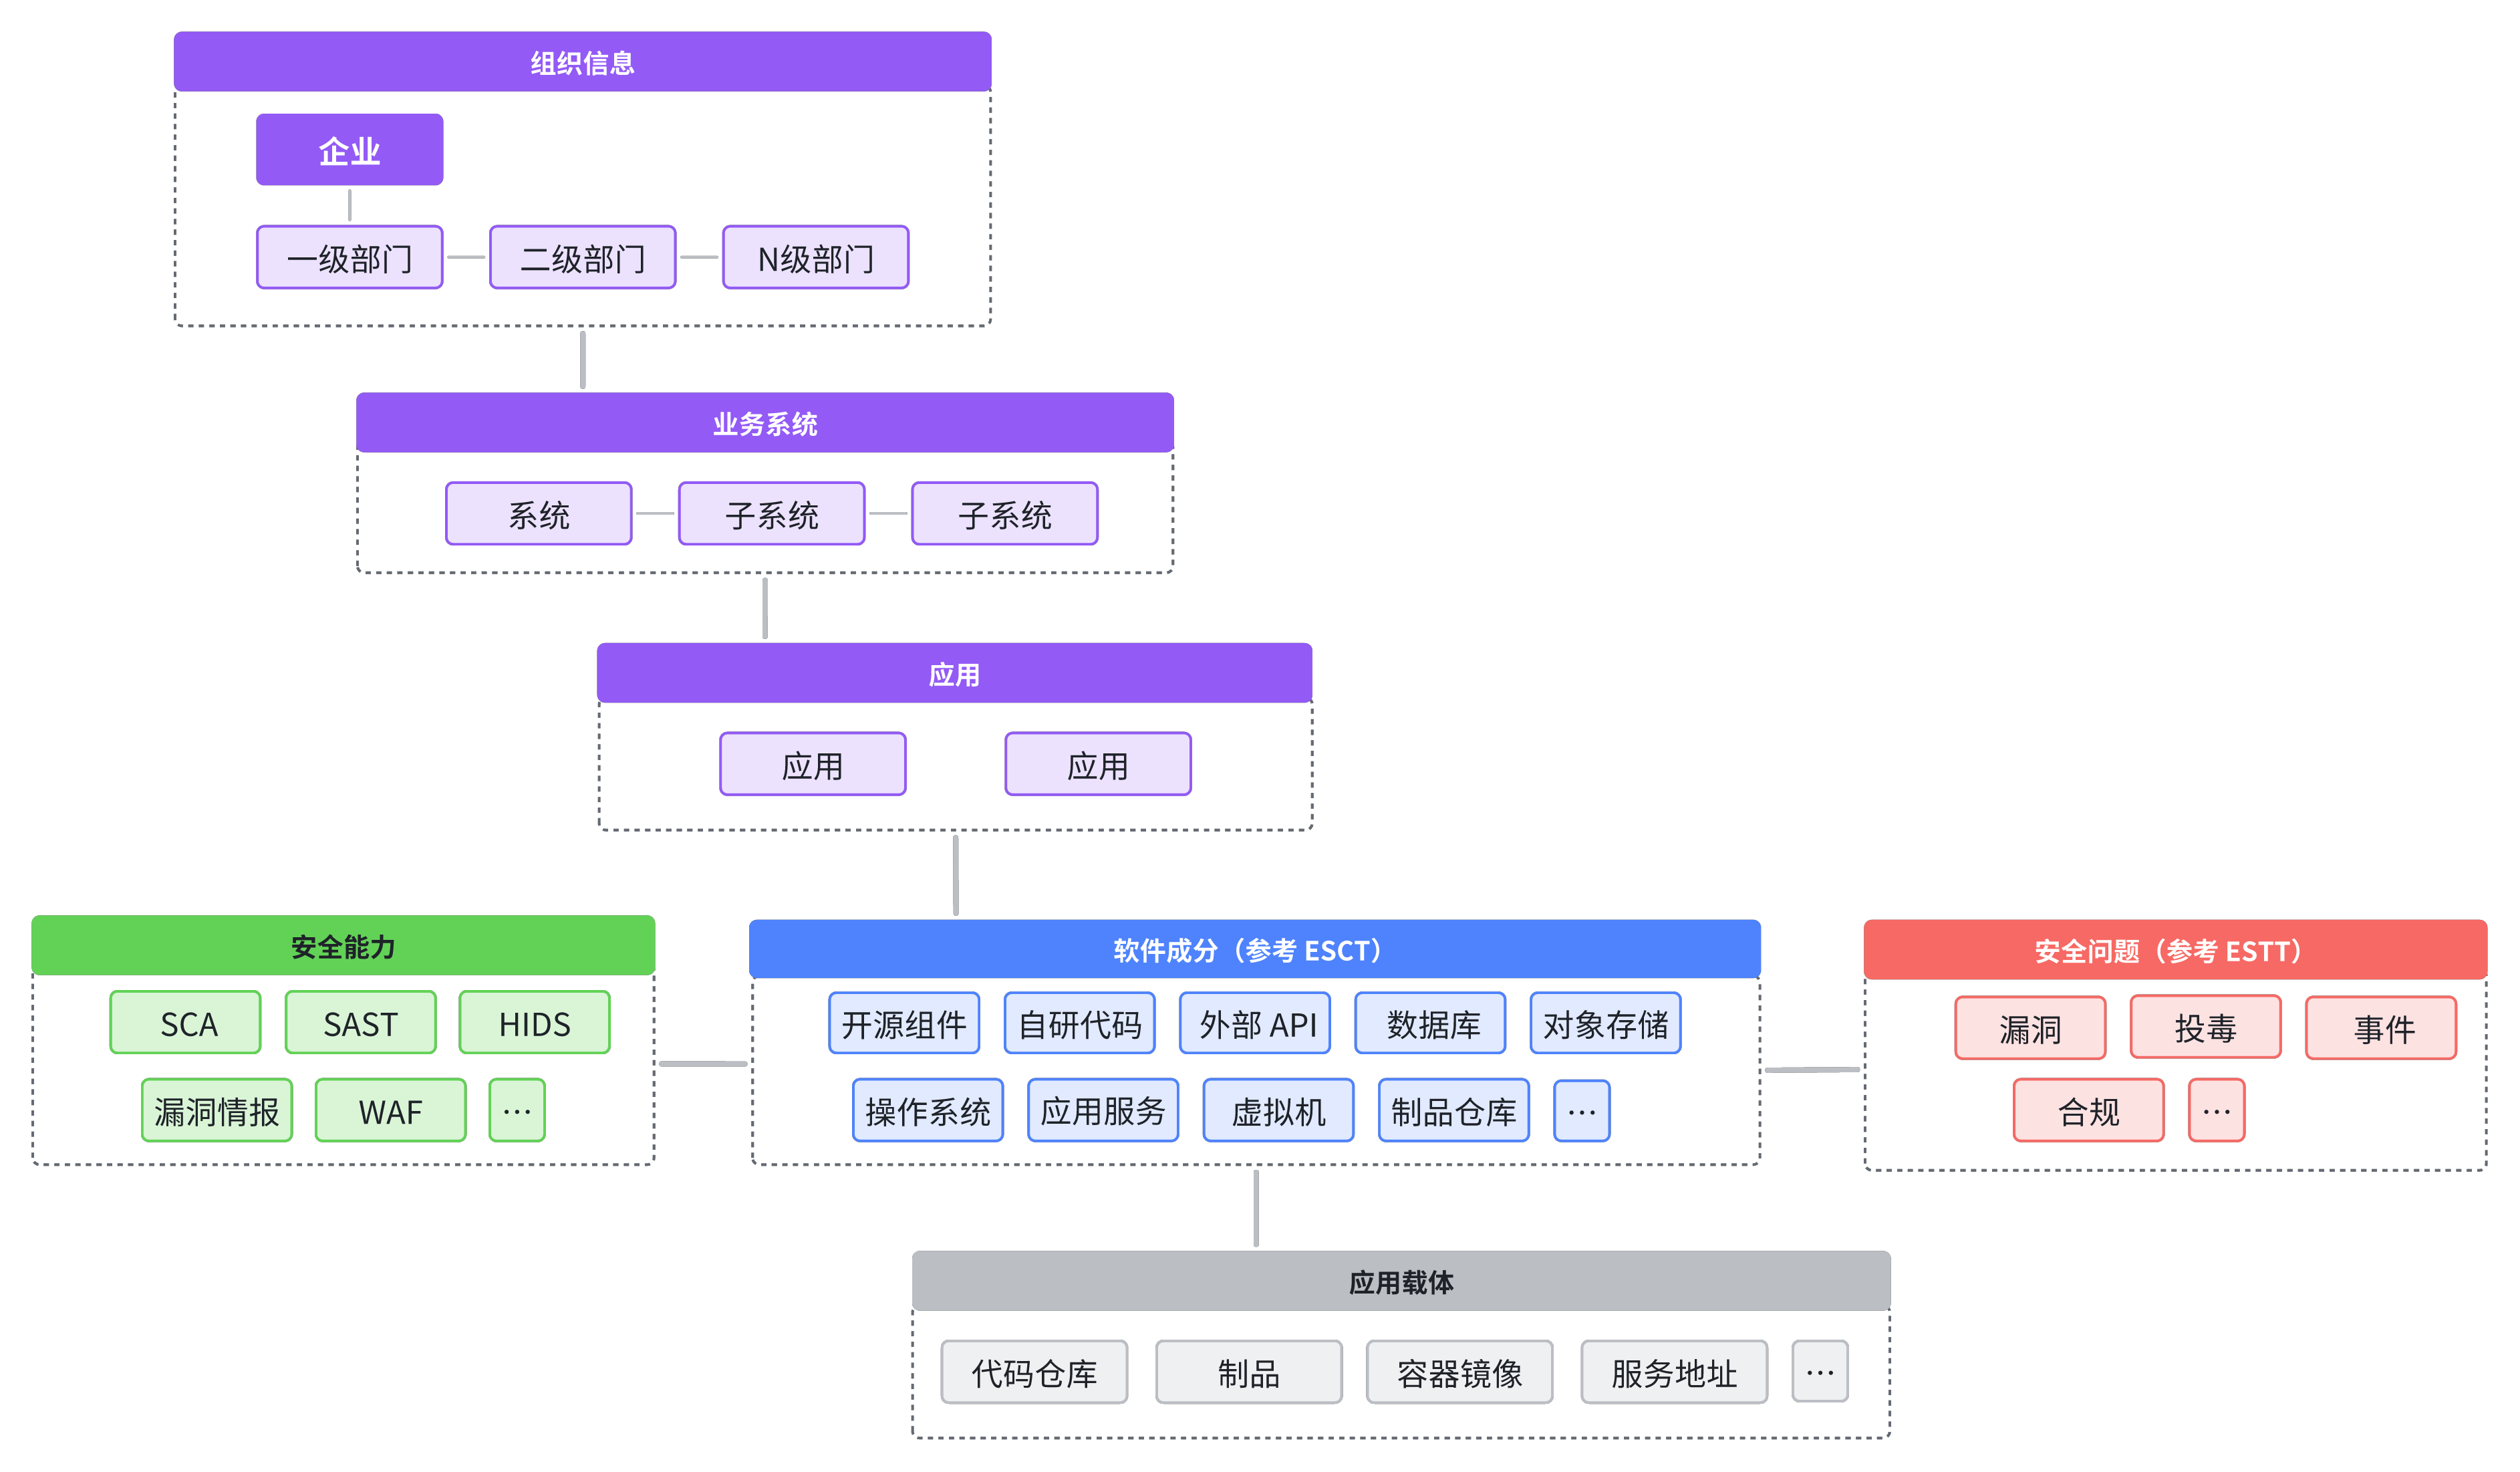 组织信息
企业
一级部门 二级部门 N级部门
业务系统
系统 子系统 子系统
应用
应用 应用
安全能力
SCA SAST HIDS
漏洞情报 WAF …
软件成分（参考 ESCT）
开源组件 自研代码 外部 API 数据库 对象存储
操作系统 应用服务 虚拟机 制品仓库 …
安全问题（参考 ESTT）
漏洞 投毒 事件
合规 …
应用载体
代码仓库 制品 容器镜像 服务地址 …